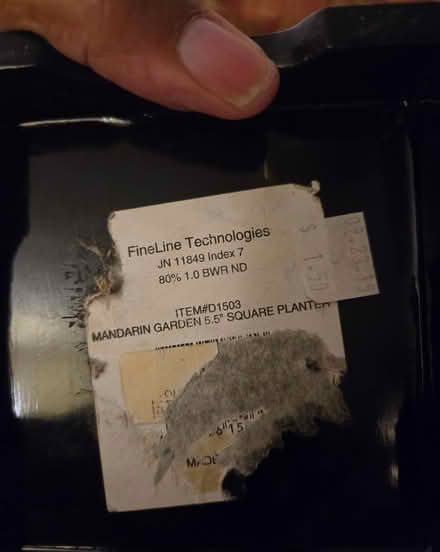 FineLine Technologies
JN 11849 Index 7
80% 1.0 BWR ND
ITEM#D1503
MANDARIN GARDEN 5.5" SQUARE PLANTER